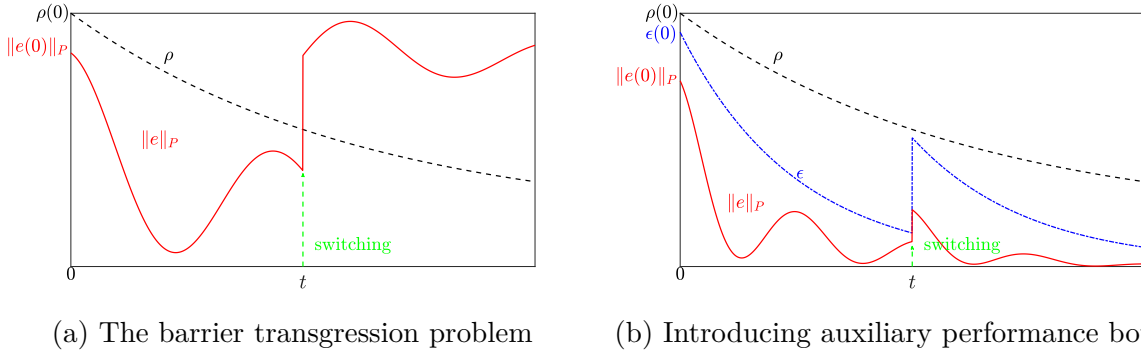 ρ(0)
‖e(0)‖_P
ρ
‖e‖_P
switching
0
t
(a) The barrier transgression problem
ρ(0)
ϵ(0)
‖e(0)‖_P
ρ
ϵ
‖e‖_P
switching
0
t
(b) Introducing auxiliary performance bo